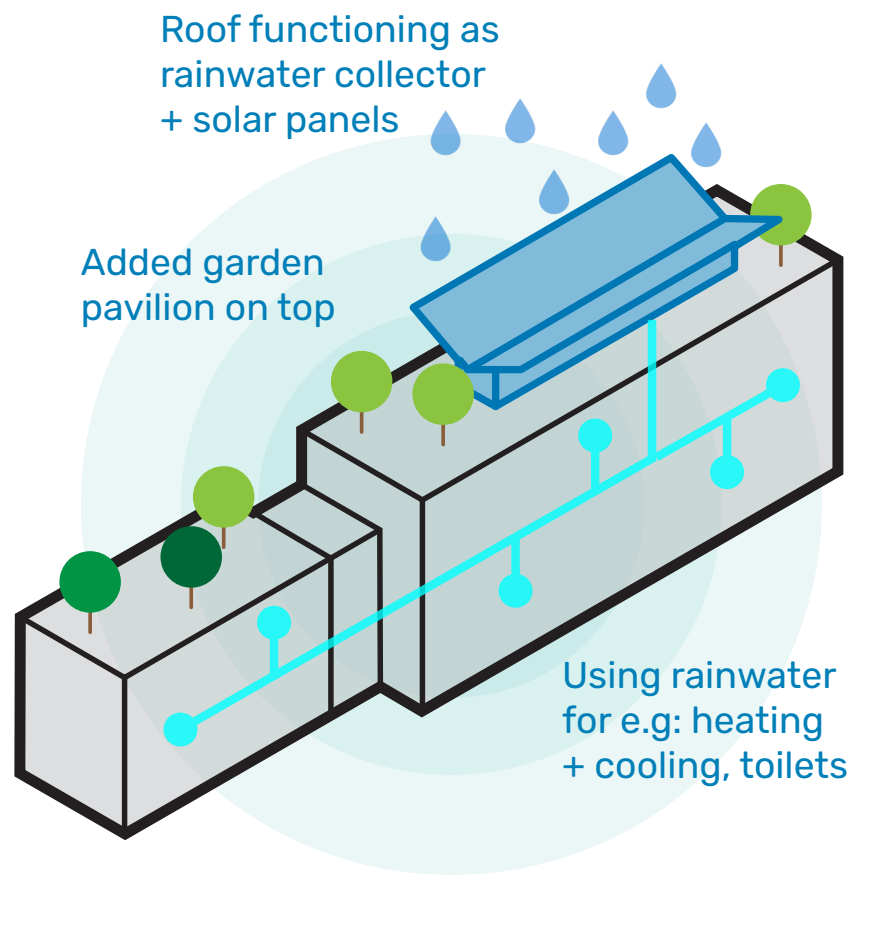 Roof functioning as
rainwater collector
+ solar panels
Added garden
pavilion on top
Using rainwater
for e.g: heating
+ cooling, toilets